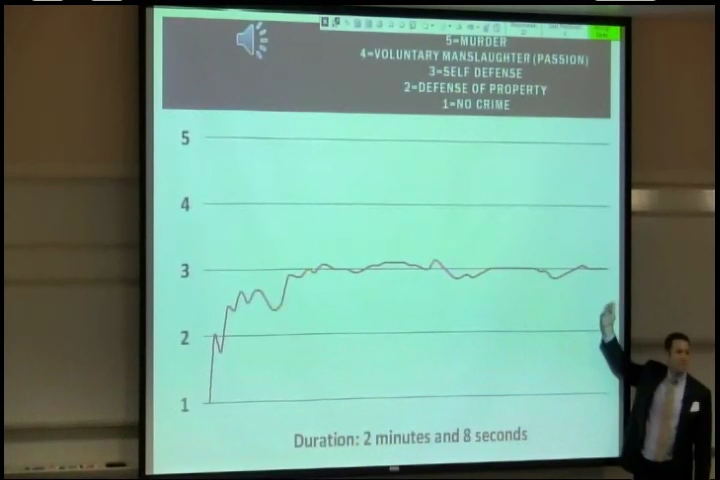 5=MURDER
4=VOLUNTARY MANSLAUGHTER (PASSION)
3=SELF DEFENSE
2=DEFENSE OF PROPERTY
1=NO CRIME
5
4
3
2
1
Duration: 2 minutes and 8 seconds